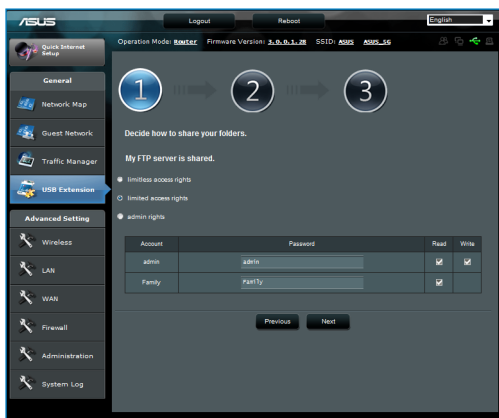 ASUS
Logout
Reboot
English
Quick Internet Setup
Operation Mode: Router Firmware Version: 3.0.0.1.28 SSID: ASUS ASUS_5G
General
Network Map
Guest Network
Traffic Manager
USB Extension
Advanced Setting
Wireless
LAN
WAN
Firewall
Administration
System Log
1
2
3
Decide how to share your folders.
My FTP server is shared.
limitless access rights
limited access rights
admin rights
Account Password Read Write
admin admin
Family Family
Previous Next